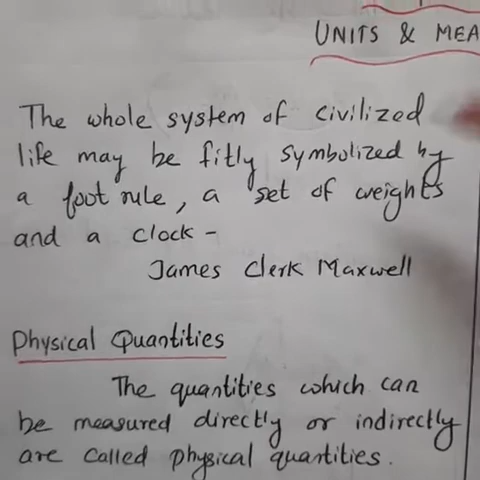 UNITS & MEA
The whole system of civilized
life may be fitly symbolized by
a foot rule, a set of weights
and a clock -
James Clerk Maxwell
Physical Quantities
The quantities which can
be measured directly or indirectly
are called physical quantities.